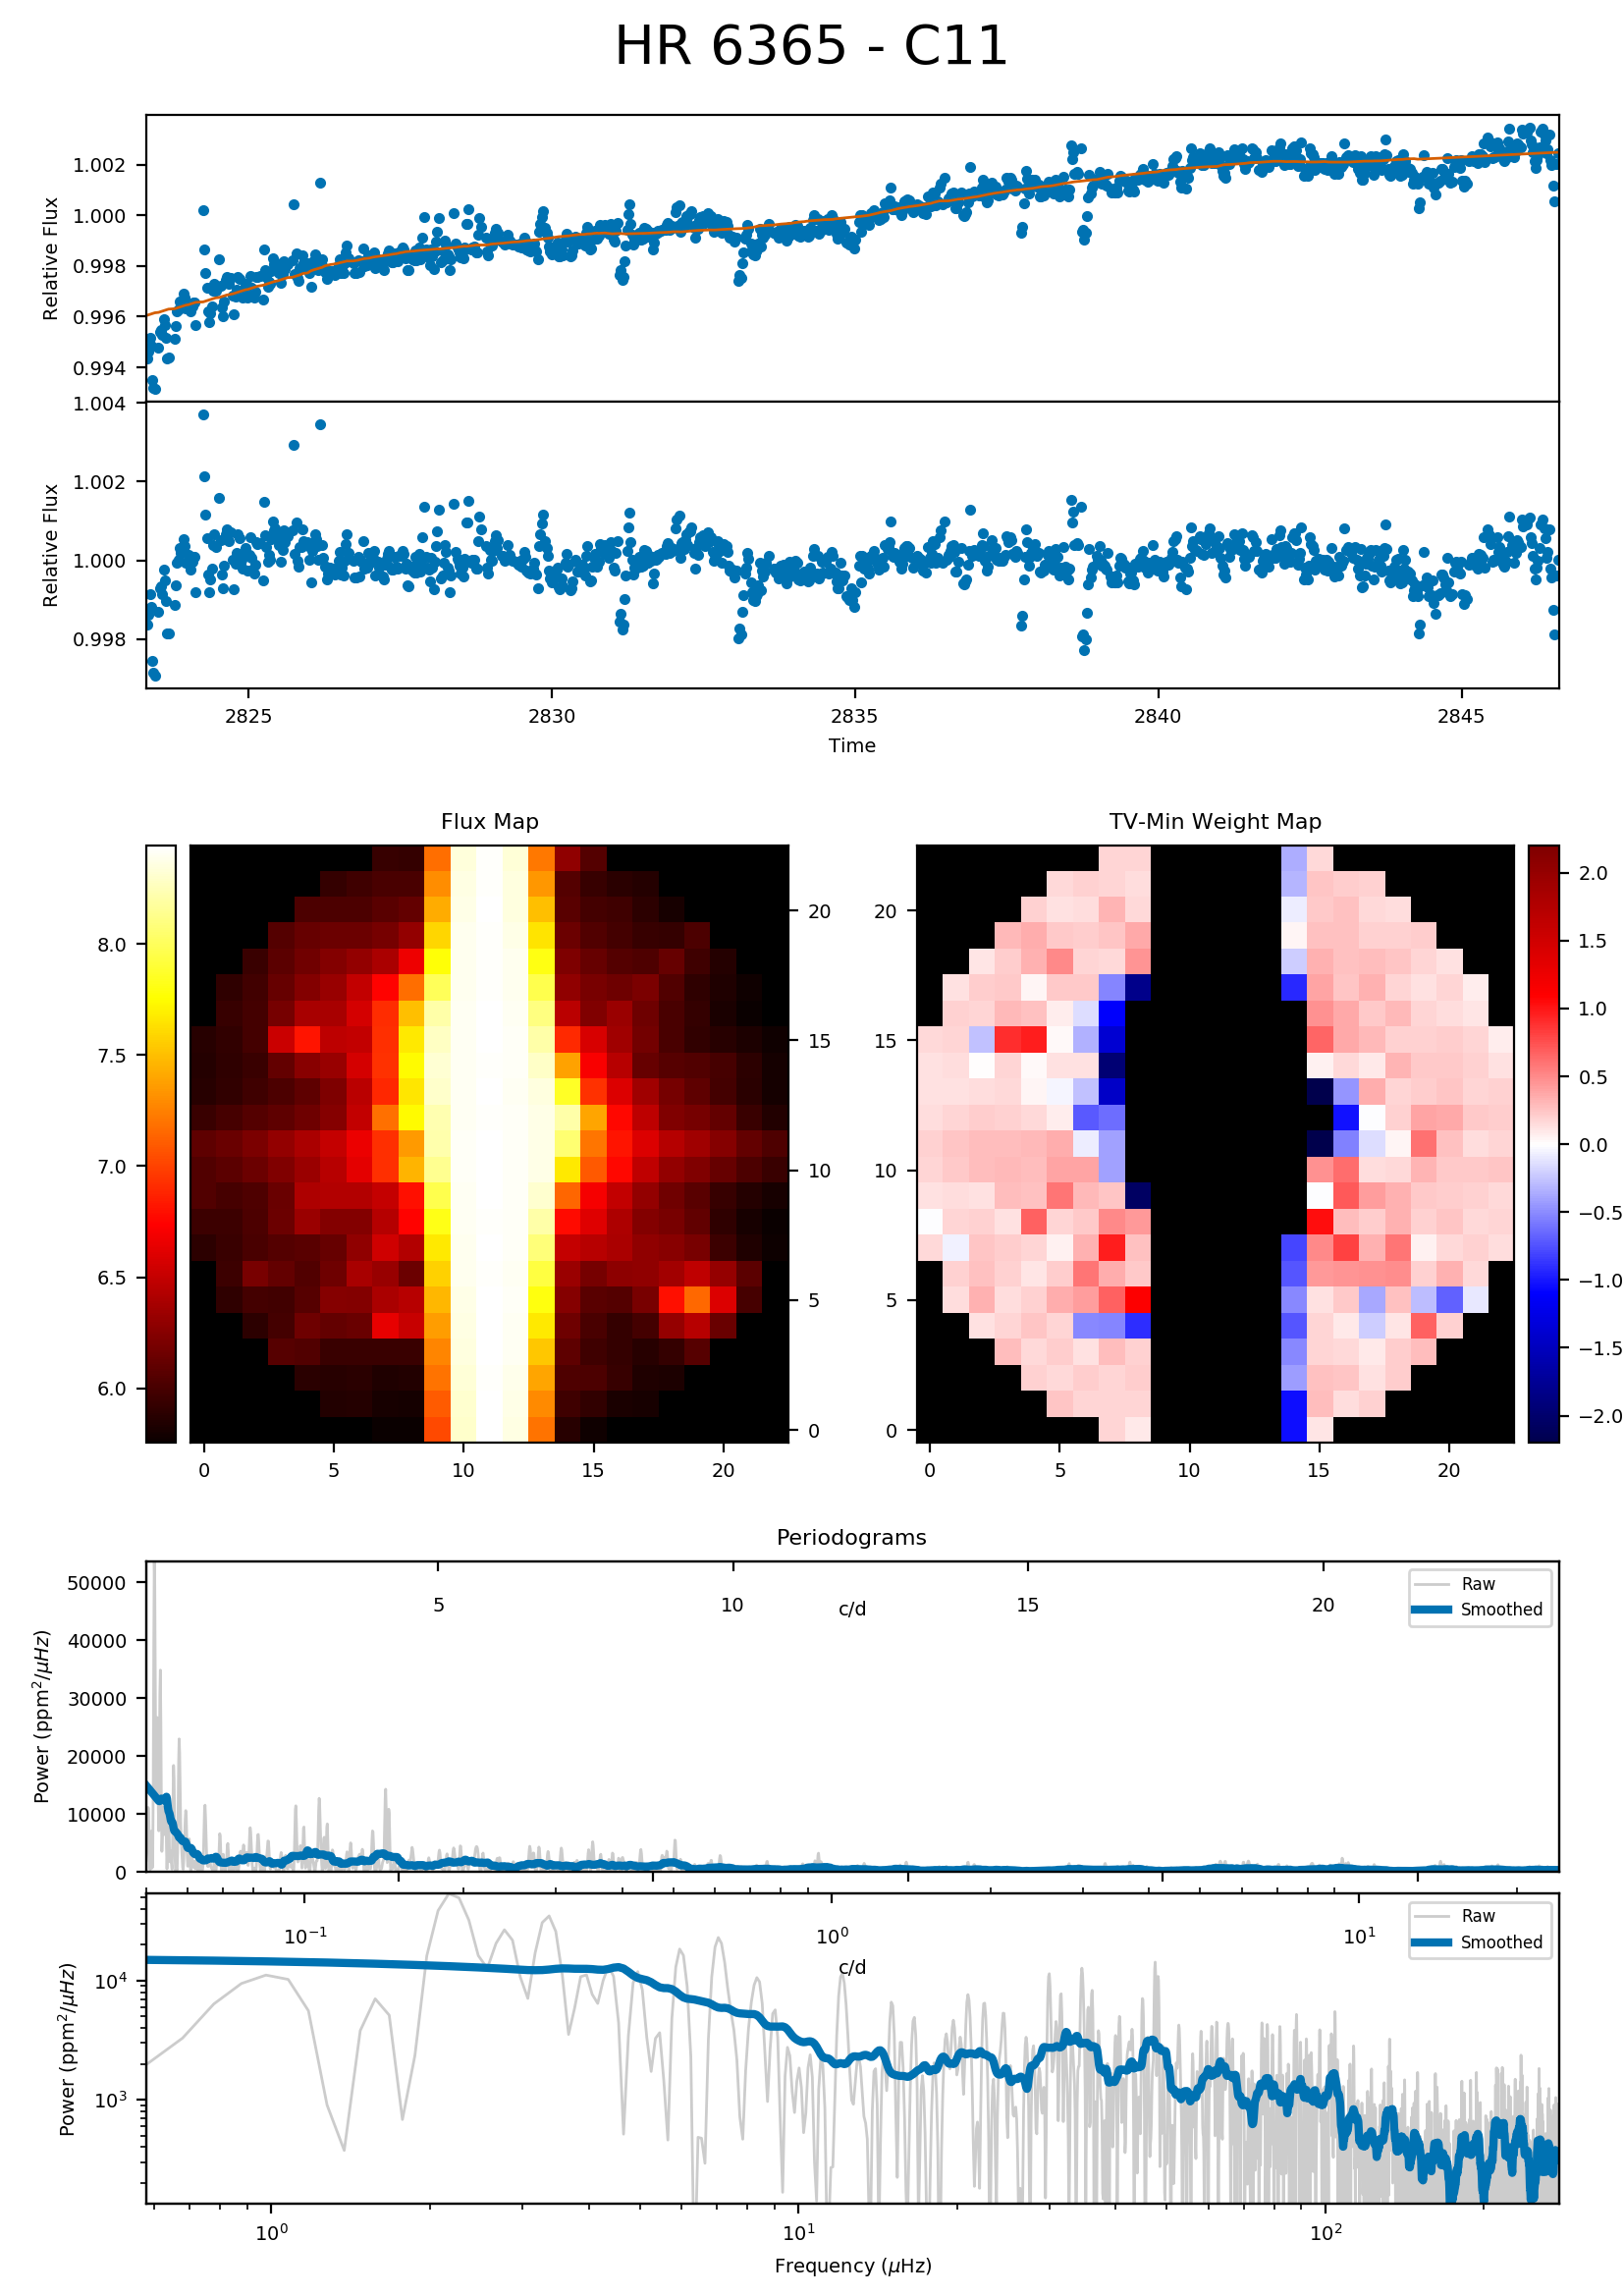 HR 6365 - C11
Relative Flux
1.002
1.000
0.998
0.996
0.994
Relative Flux
1.004
1.002
1.000
0.998
2825 2830 2835 2840 2845
Time
Flux Map
8.0
7.5
7.0
6.5
6.0
20
15
10
5
0
0 5 10 15 20
TV-Min Weight Map
20
15
10
5
0
0 5 10 15 20
2.0
1.5
1.0
0.5
0.0
−0.5
−1.0
−1.5
−2.0
Periodograms
Power (ppm²/μHz)
50000
40000
30000
20000
10000
0
5 10 15 20
c/d
Raw
Smoothed
Power (ppm²/μHz)
10⁴
10³
10⁻¹ 10⁰ 10¹
c/d
Raw
Smoothed
10⁰ 10¹ 10²
Frequency (μHz)